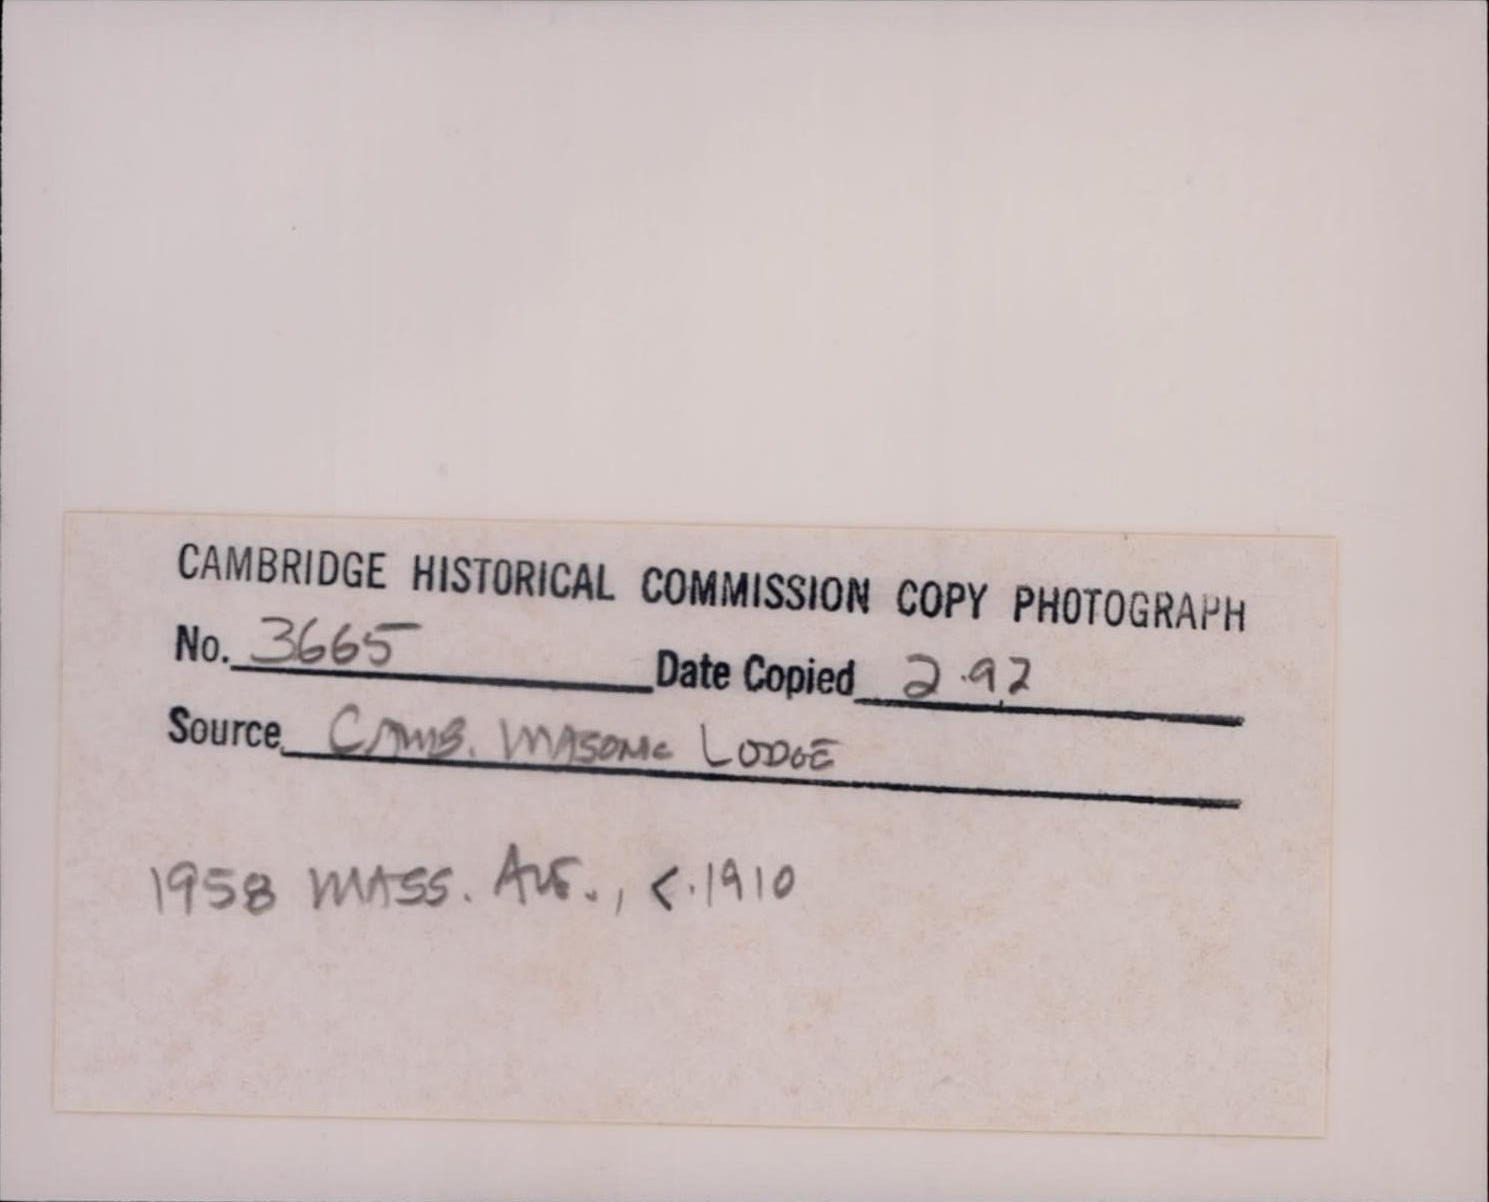 CAMBRIDGE HISTORICAL COMMISSION COPY PHOTOGRAPH
No. 3665 Date Copied 2.92
Source CAMB. MASONIC LODGE
1958 MASS. AVE., c.1910